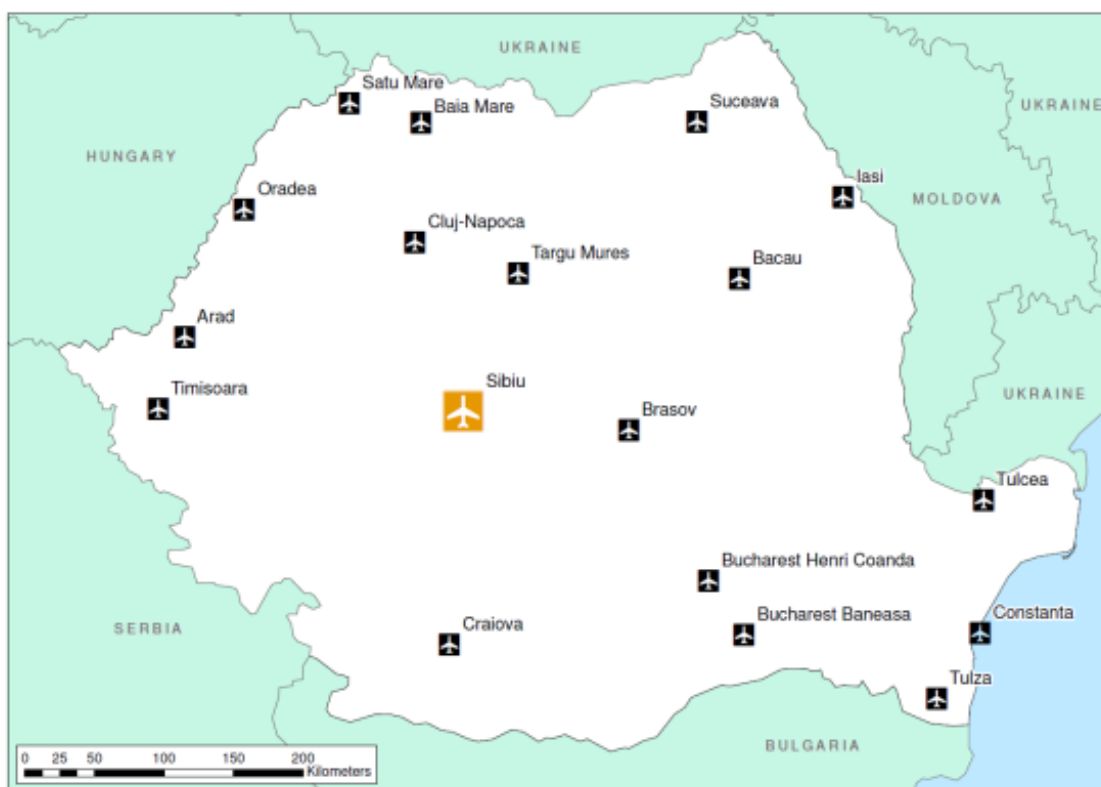 UKRAINE
Satu Mare
Baia Mare
Suceava
UKRAINE
HUNGARY
Oradea
Iasi
MOLDOVA
Cluj-Napoca
Targu Mures
Bacau
Arad
Timisoara
Sibiu
Brasov
UKRAINE
Tulcea
Bucharest Henri Coanda
Bucharest Baneasa
Constanta
SERBIA
Craiova
Tulza
BULGARIA
0 25 50 100 150 200
Kilometers